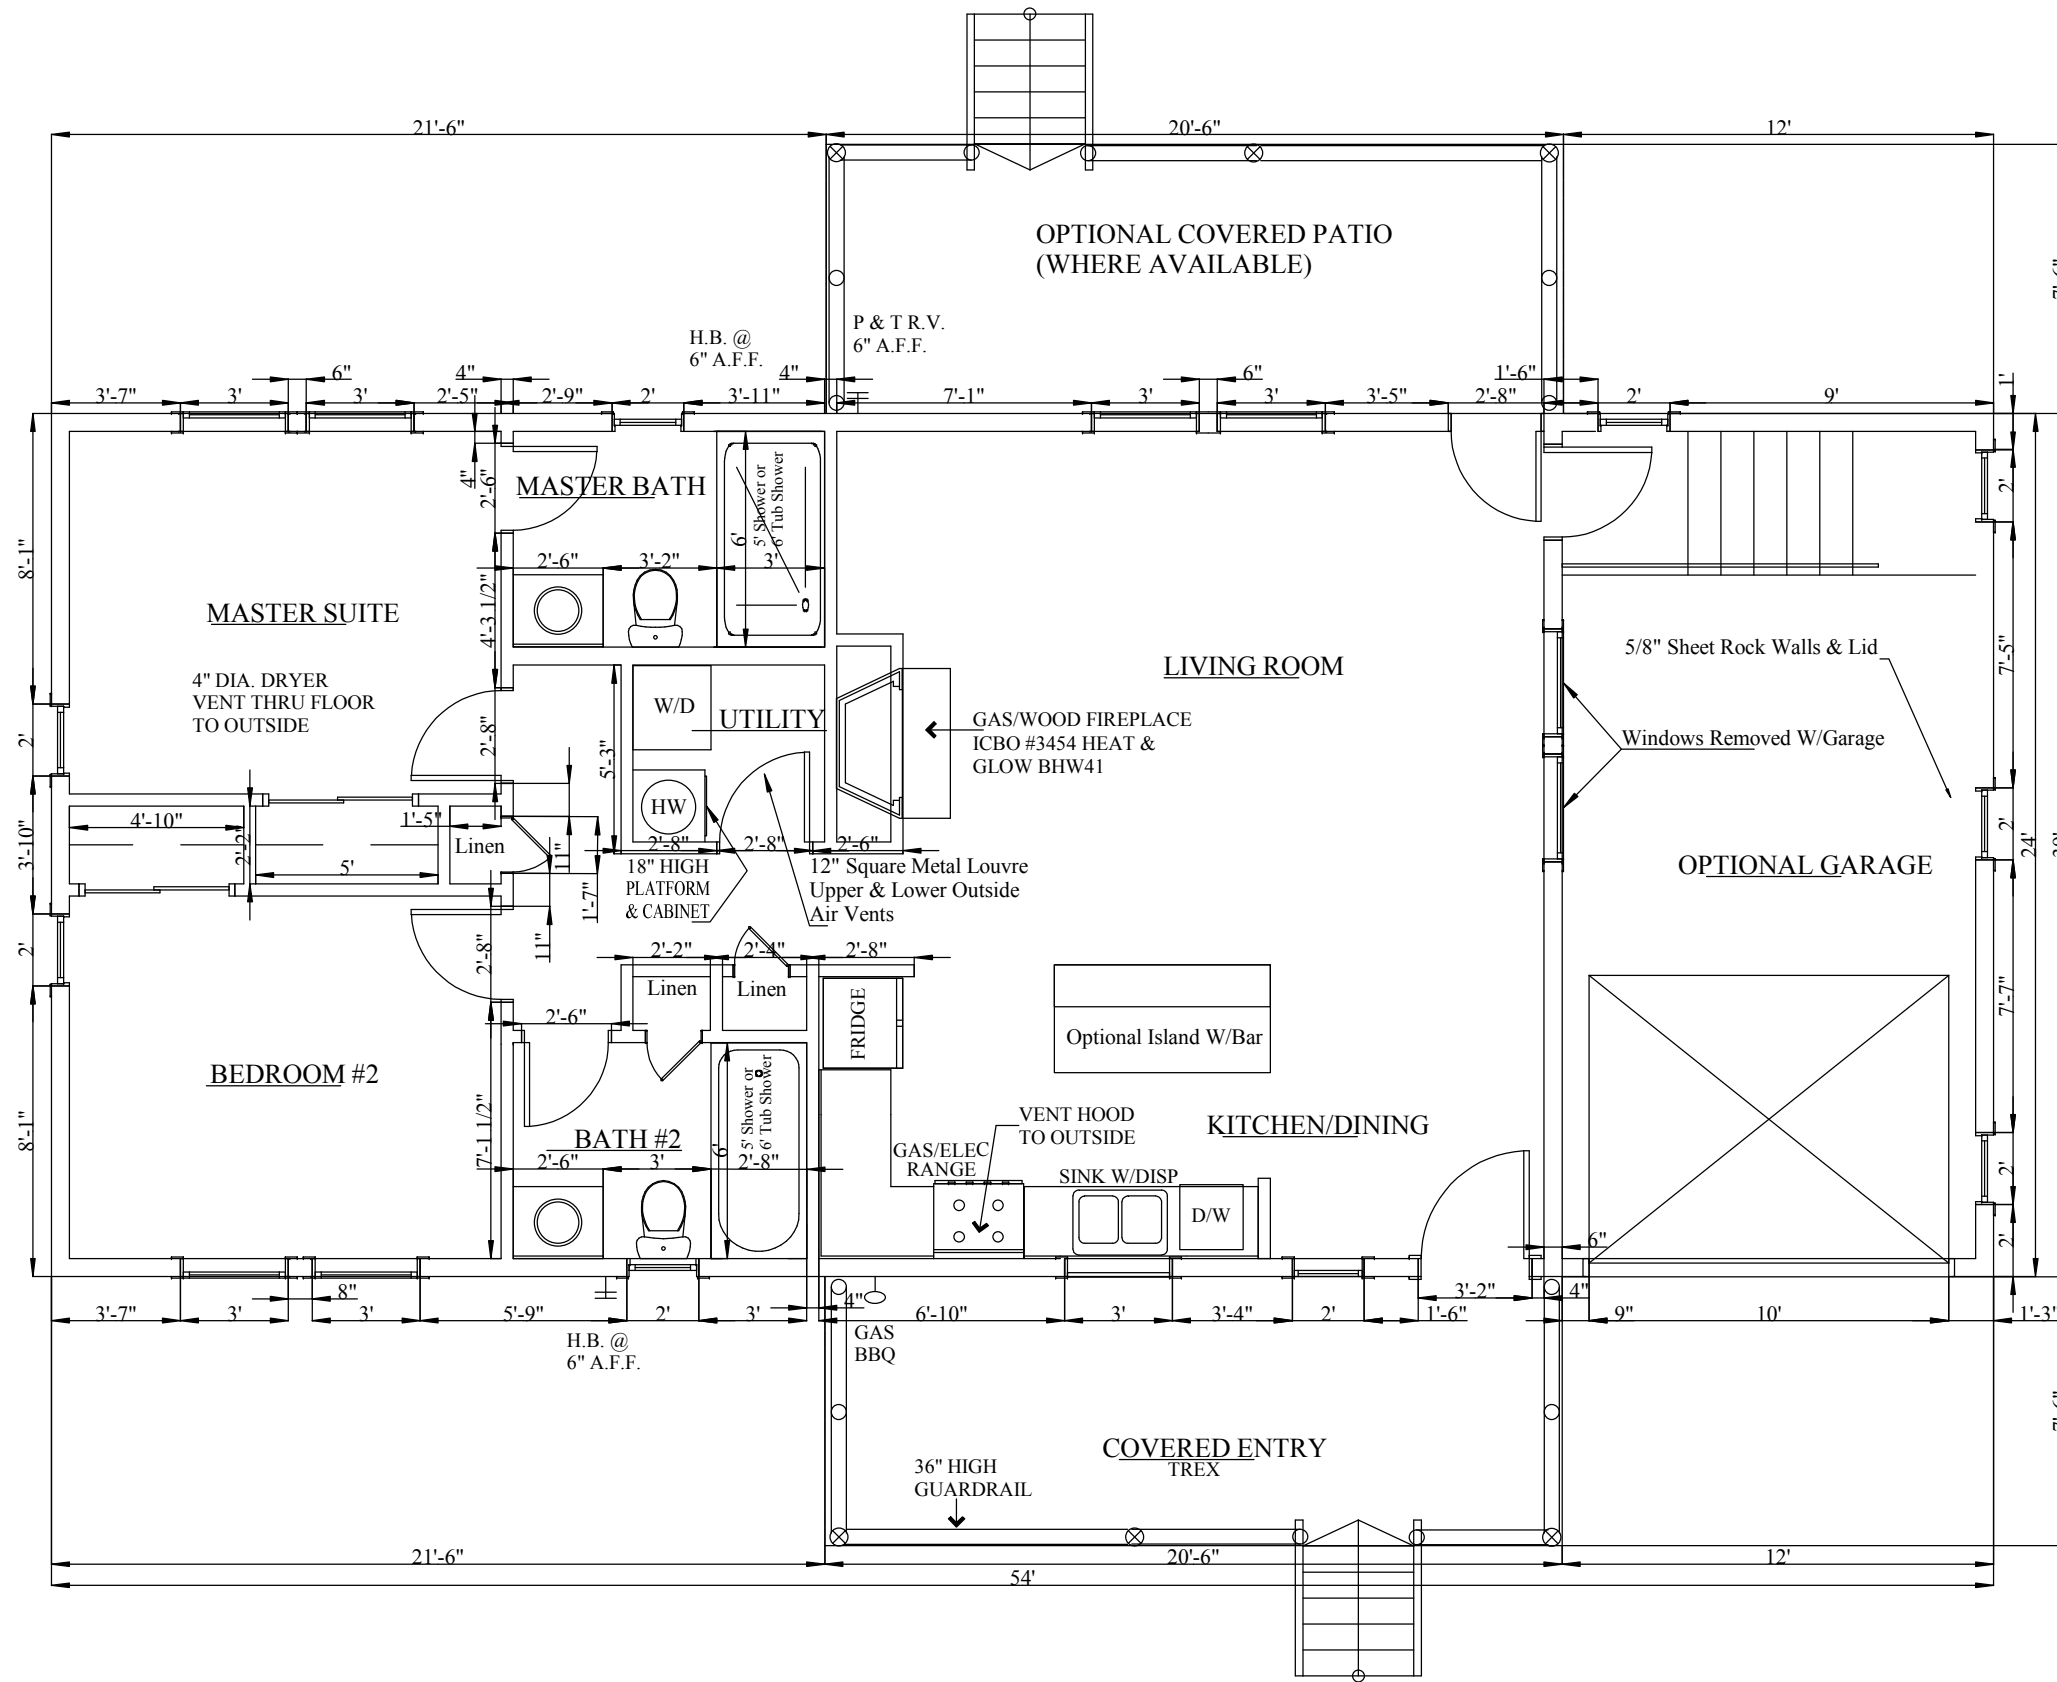 21'-6"
20'-6"
12'
OPTIONAL COVERED PATIO
(WHERE AVAILABLE)
H.B. @
6" A.F.F.
P & T R.V.
6" A.F.F.
6"
4"
4"
6"
1'-6"
1'
3'-7"
3'
3'
2'-5"
2'-9"
2'
3'-11"
7'-1"
3'
3'
3'-5"
2'-8"
2'
9'
MASTER BATH
4"
2'-6"
5' Shower or
6' Tub Shower
6'
2'
8'-1"
2'-6"
3'-2"
3'
4'-3 1/2"
MASTER SUITE
4" DIA. DRYER
VENT THRU FLOOR
TO OUTSIDE
W/D
UTILITY
LIVING ROOM
5/8" Sheet Rock Walls & Lid
7'-5"
GAS/WOOD FIREPLACE
ICBO #3454 HEAT &
GLOW BHW41
Windows Removed W/Garage
2'
2'-8"
5'-3"
HW
4'-10"
2'-2"
1'-5"
5'
Linen
11"
1'-7"
11"
3'-10"
2'-8"
2'-8"
2'-6"
18" HIGH
PLATFORM
& CABINET
12" Square Metal Louvre
Upper & Lower Outside
Air Vents
2'
24'
OPTIONAL GARAGE
2'
2'-8"
2'-2"
2'-4"
2'-8"
Linen
Linen
FRIDGE
2'-6"
Optional Island W/Bar
7'-7"
BEDROOM #2
8'-1"
7'-1 1/2"
BATH #2
5' Shower or
6' Tub Shower
6'
2'-6"
3'
2'-8"
VENT HOOD
TO OUTSIDE
GAS/ELEC
RANGE
KITCHEN/DINING
SINK W/DISP
D/W
2'
2'
6"
3'-7"
3'
8"
3'
5'-9"
2'
3'
4"
6'-10"
3'
3'-4"
2'
1'-6"
3'-2"
4"
9"
10'
1'-3"
H.B. @
6" A.F.F.
GAS
BBQ
COVERED ENTRY
TREX
36" HIGH
GUARDRAIL
21'-6"
20'-6"
12'
54'